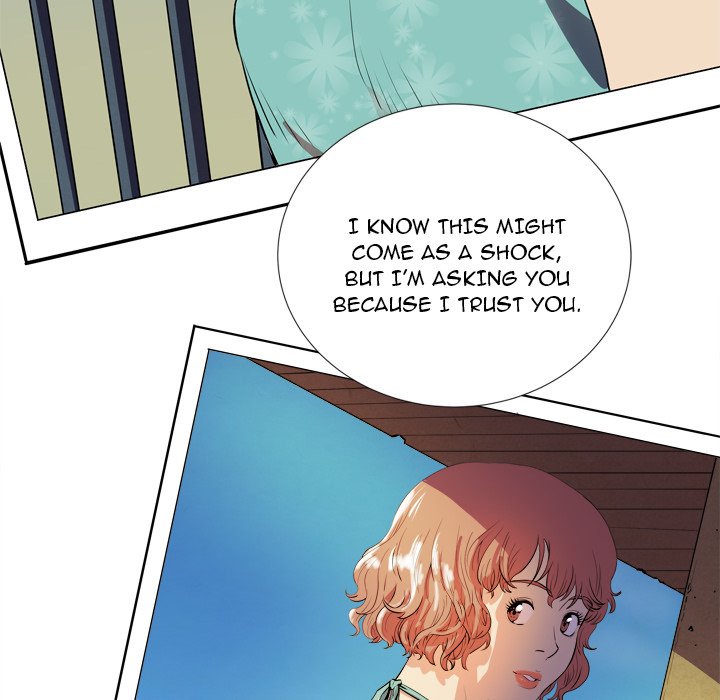 I KNOW THIS MIGHT
COME AS A SHOCK,
BUT I'M ASKING YOU
BECAUSE I TRUST YOU.